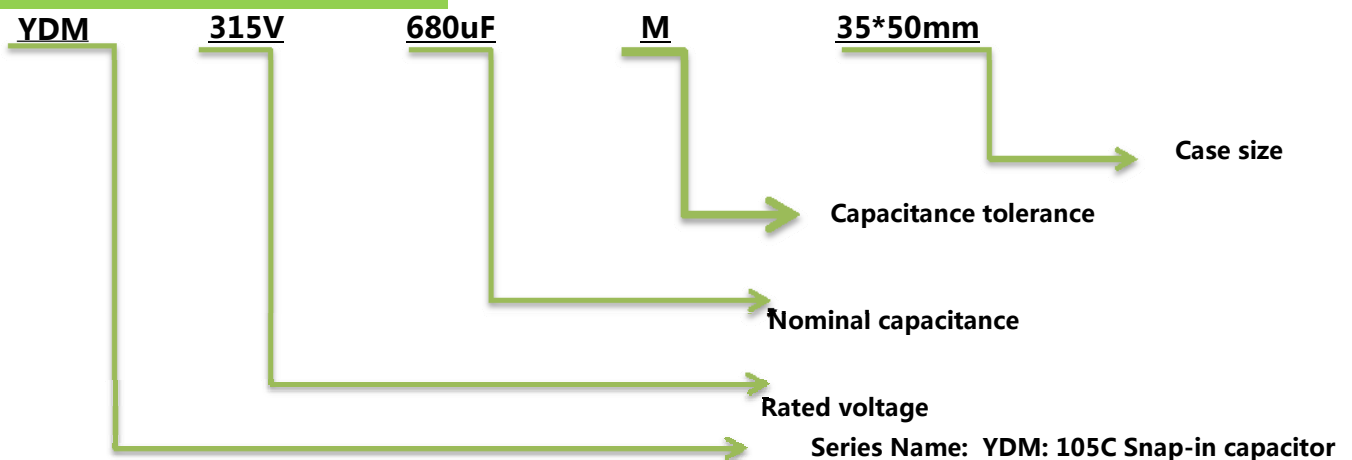 YDM 315V 680uF M 35*50mm
Case size
Capacitance tolerance
Nominal capacitance
Rated voltage
Series Name: YDM: 105C Snap-in capacitor